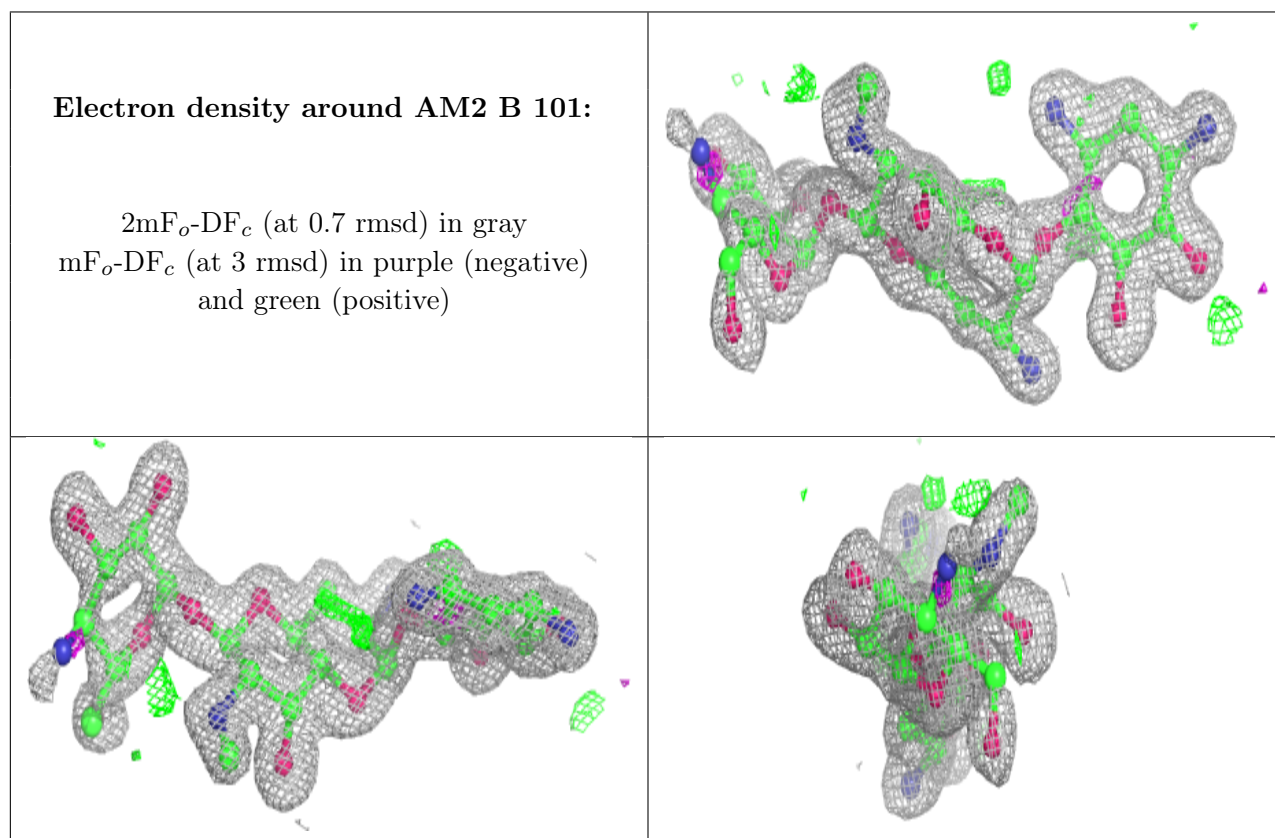 Electron density around AM2 B 101:
2mFo-DFc (at 0.7 rmsd) in gray
mFo-DFc (at 3 rmsd) in purple (negative)
and green (positive)